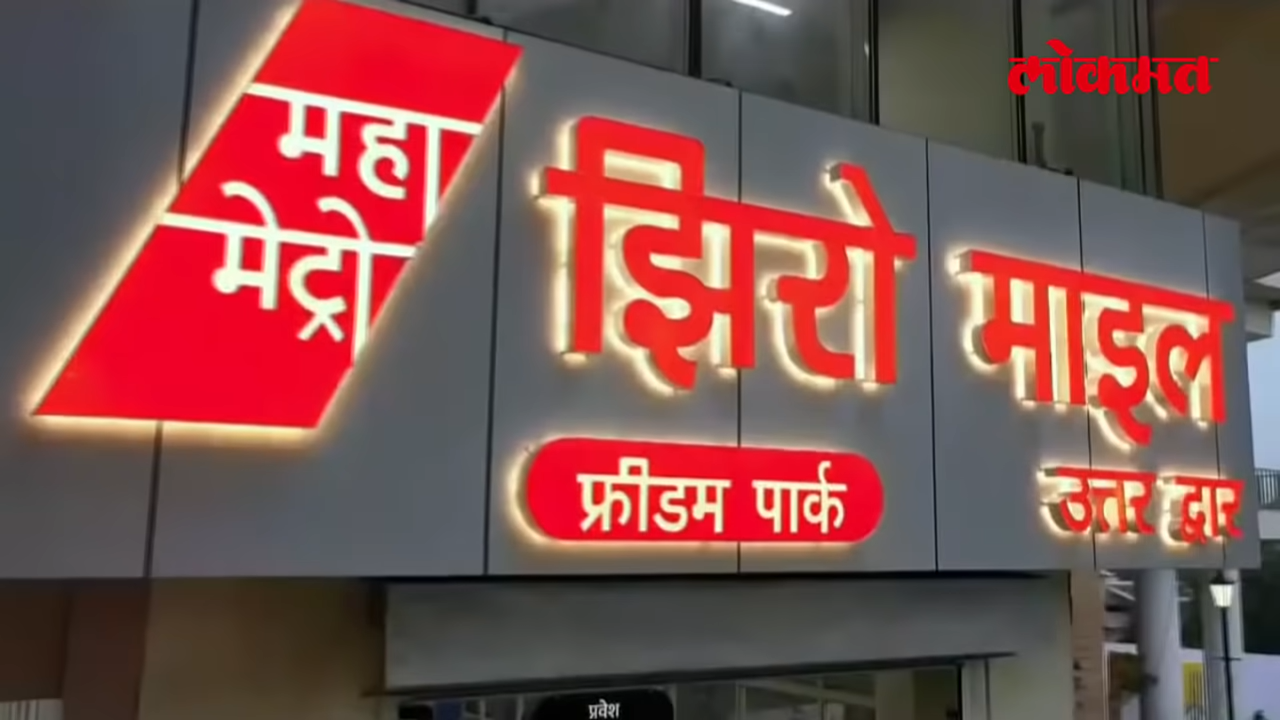 लोकमत
महा
मेट्रो
झिरो माइल
फ्रीडम पार्क
उत्तर द्वार
प्रवेश